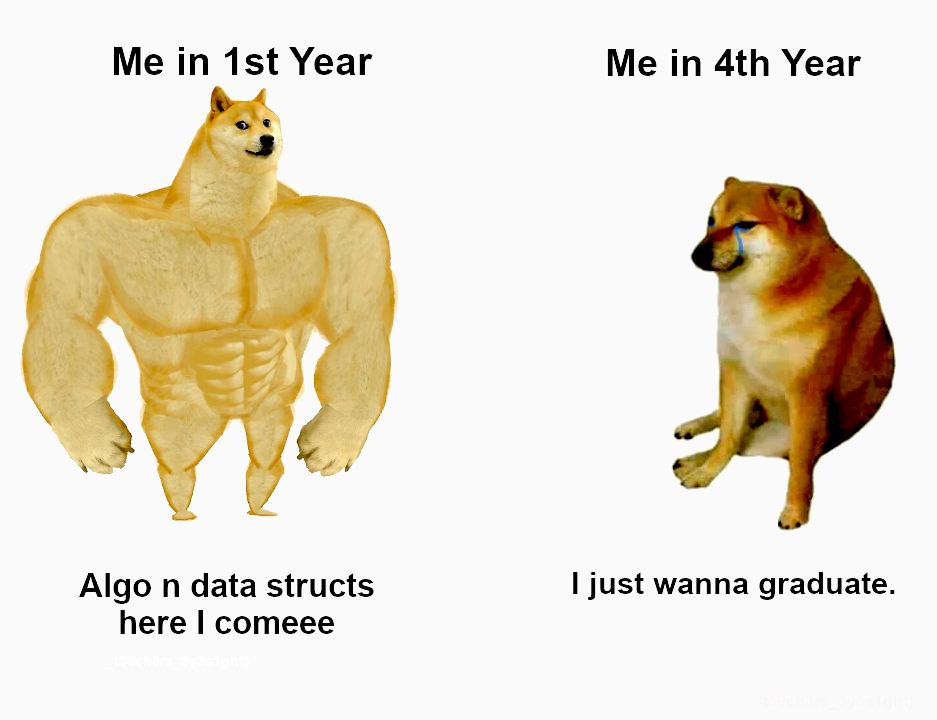 Me in 1st Year
Me in 4th Year
Algo n data structs
here I comeee
I just wanna graduate.